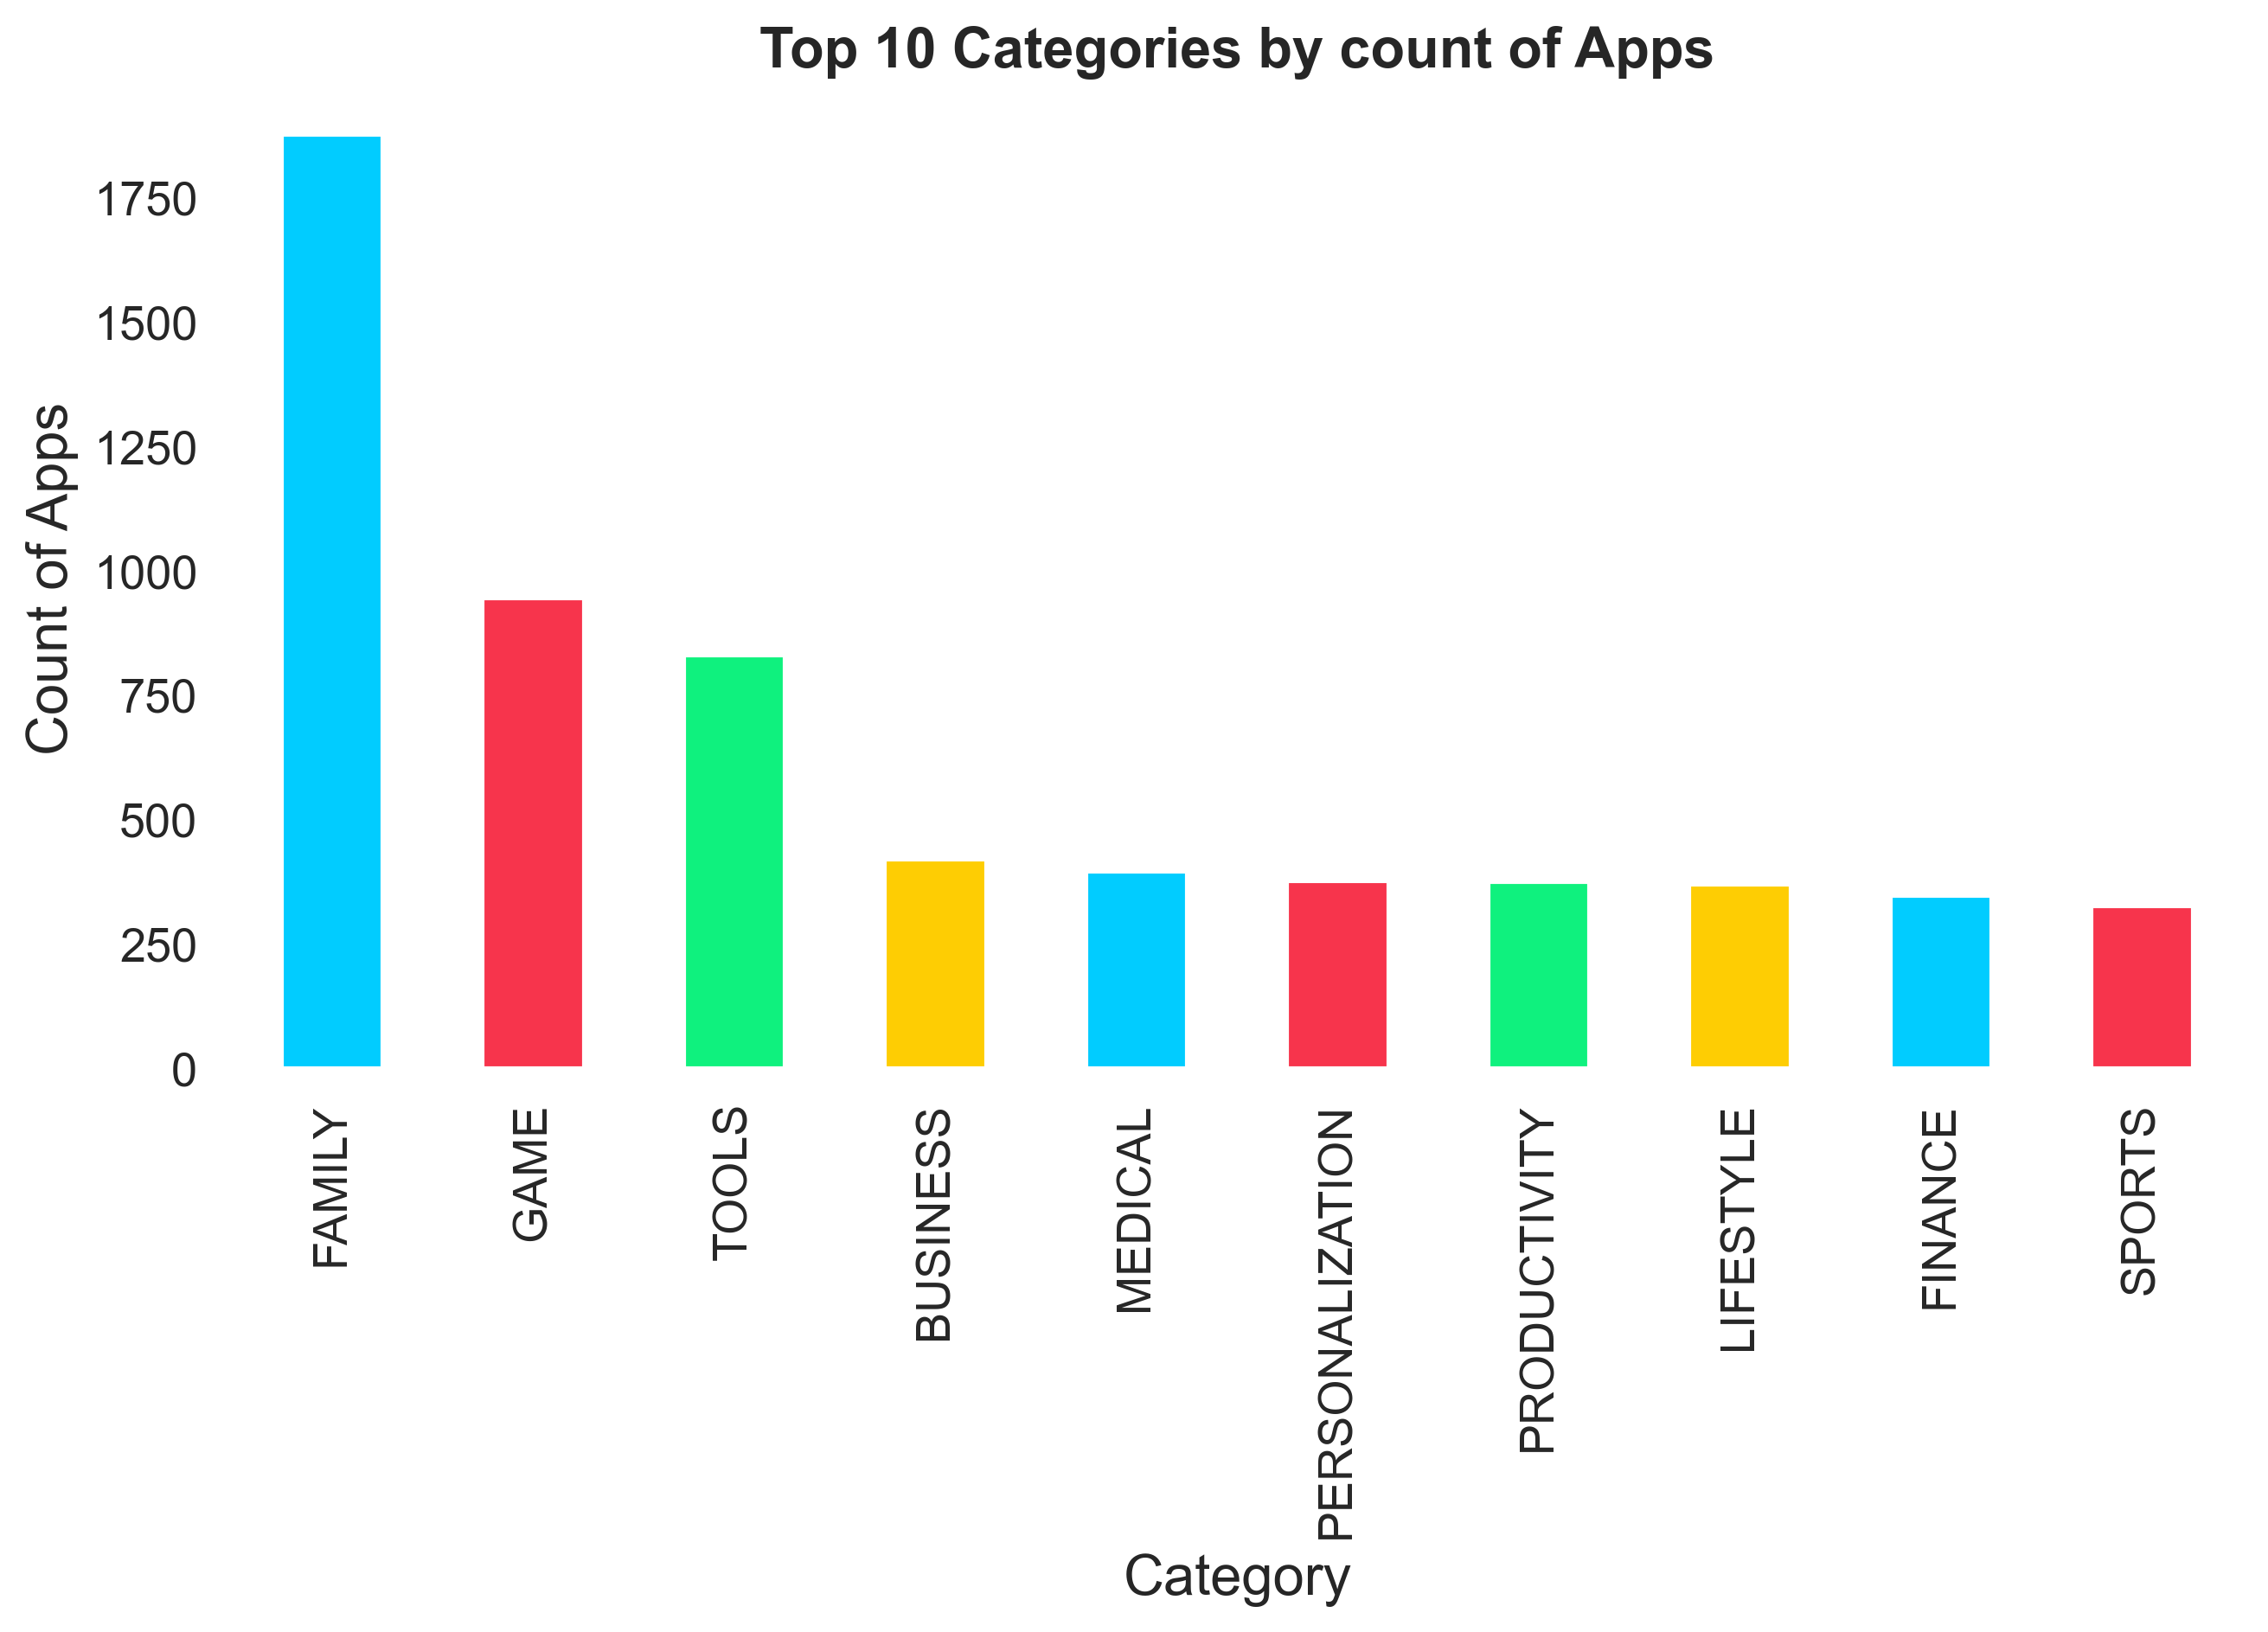 Top 10 Categories by count of Apps
Count of Apps
1750
1500
1250
1000
750
500
250
0
FAMILY
GAME
TOOLS
BUSINESS
MEDICAL
PERSONALIZATION
PRODUCTIVITY
LIFESTYLE
FINANCE
SPORTS
Category